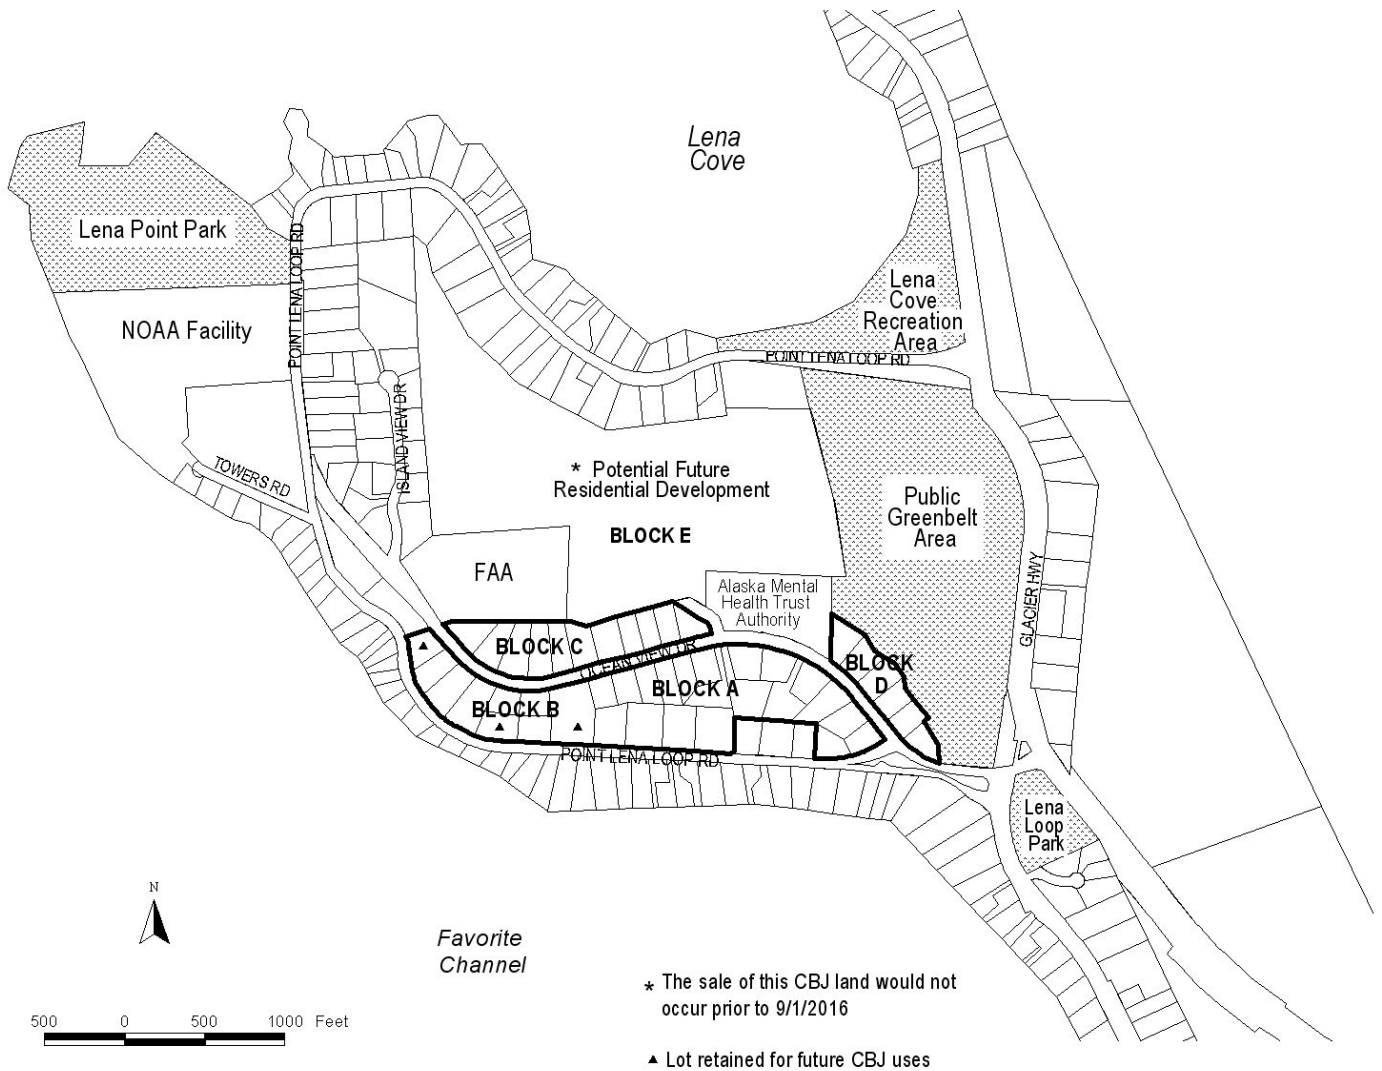 Lena
Cove
Lena Point Park
POINT LENA LOOP RD
Lena
Cove
Recreation
Area
NOAA Facility
POINT LENA LOOP RD
ISLAND VIEW DR
TOWERS RD
* Potential Future
Residential Development
BLOCK E
Public
Greenbelt
Area
GLACIER HWY
FAA
Alaska Mental
Health Trust
Authority
BLOCK C
OCEAN VIEW DR
BLOCK D
BLOCK A
BLOCK B
POINT LENA LOOP RD
Lena
Loop
Park
N
Favorite
Channel
* The sale of this CBJ land would not
occur prior to 9/1/2016
500 0 500 1000 Feet
▲ Lot retained for future CBJ uses